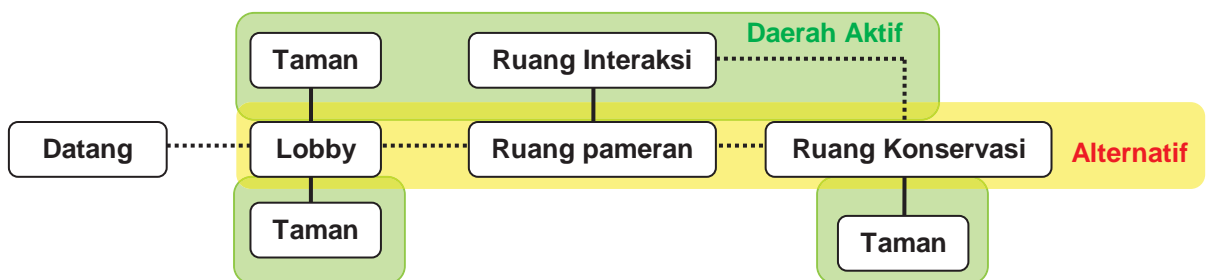 Daerah Aktif
Taman
Ruang Interaksi
Datang
Lobby
Ruang pameran
Ruang Konservasi
Alternatif
Taman
Taman